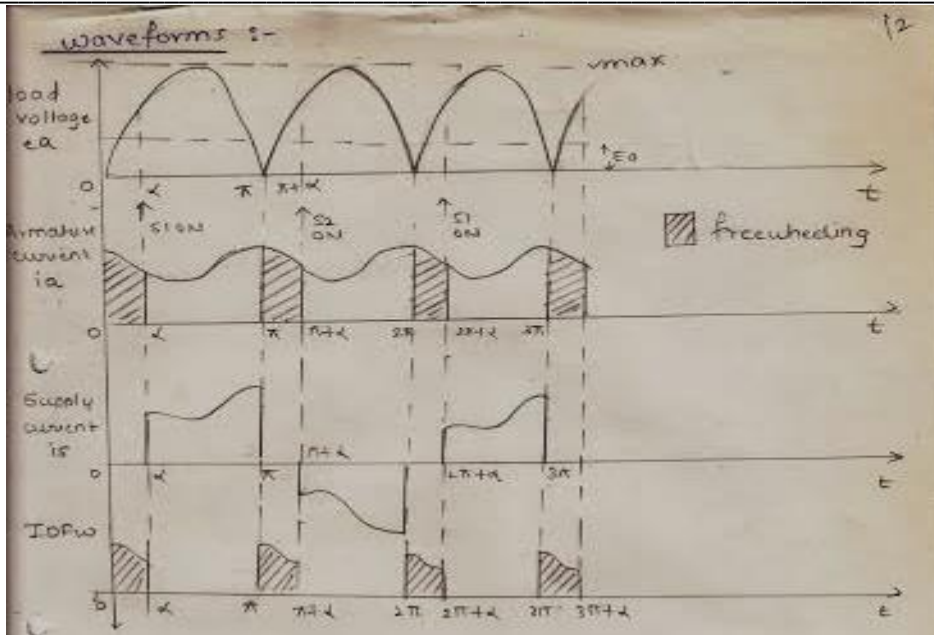 12
waveforms :-
vmax
load
voltage
ea
Ea
0 α π π+α t
S1 ON S2 ON S1 ON
freewheeling
Armature
current
ia
0 α π π+α 2π 2π+α 3π t
Supply
current
is
π+α
0 α π 2π+α 3π t
IDFW
0 α π π+α 2π 2π+α 3π 3π+α t